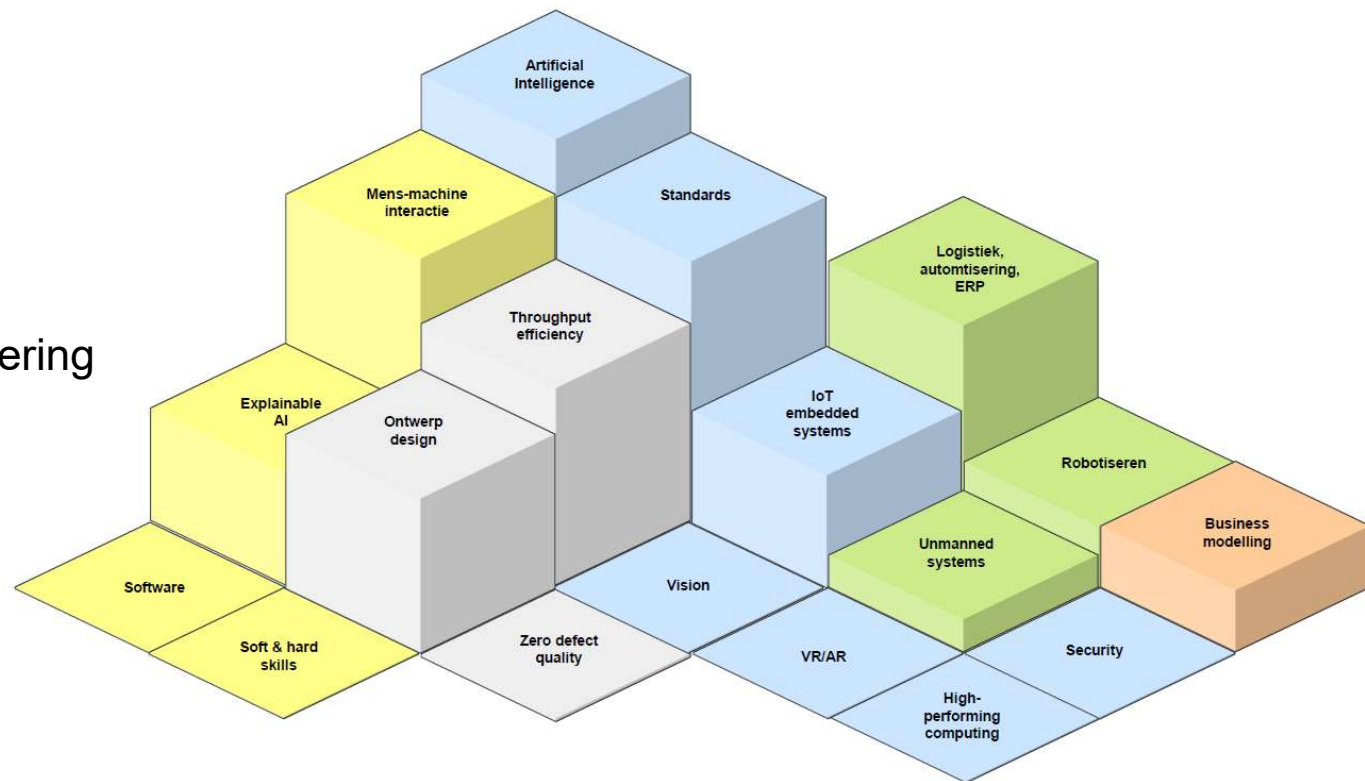 Artificial
Intelligence
Mens-machine
interactie
Standards
Logistiek,
automtisering,
ERP
Throughput
efficiency
ering
Explainable
AI
Ontwerp
design
IoT
embedded
systems
Robotiseren
Business
modelling
Unmanned
systems
Software
Vision
Soft & hard
skills
Zero defect
quality
VR/AR
Security
High-
performing
computing